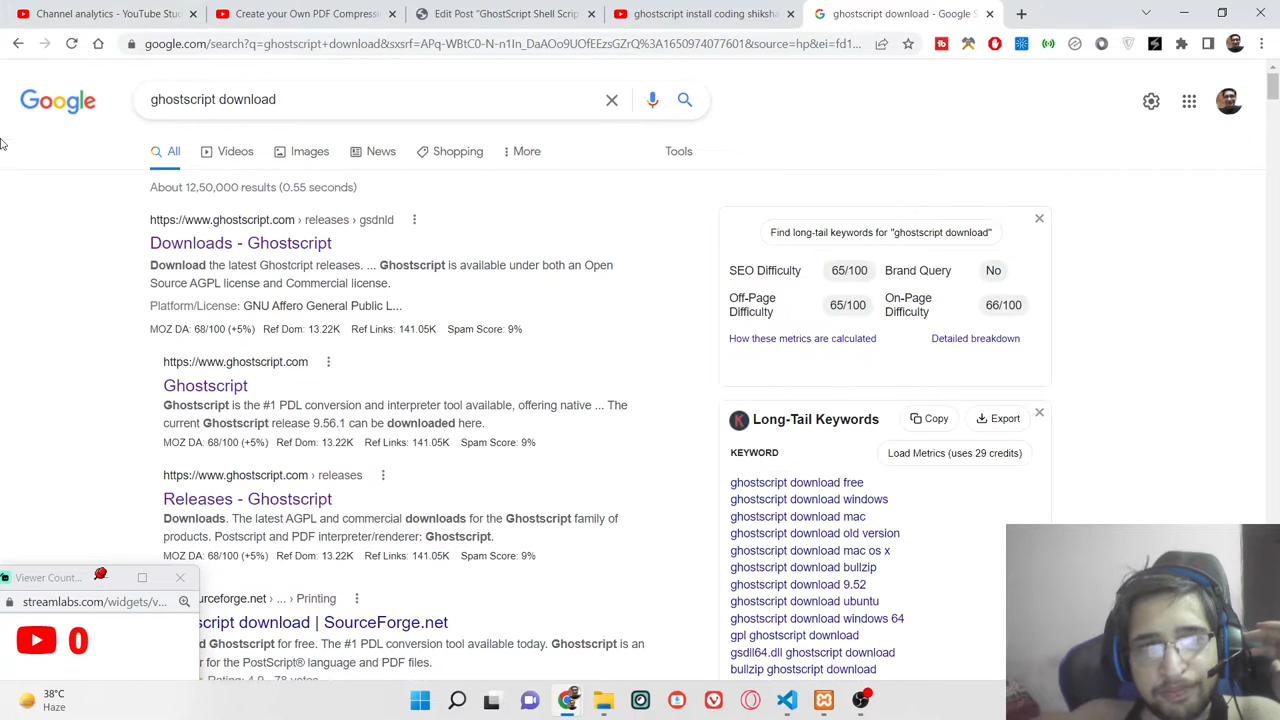 Channel analytics - YouTube Stud
Create your Own PDF Compress
Edit Post "GhostScript Shell Scrip
ghostscript install coding shiksha
ghostscript download - Google S
google.com/search?q=ghostscript+download&sxsrf=APq-WBtC0-N-n1In_DaAOo9UOfEEzsGZrQ%3A1650974077601&source=hp&ei=fd1...
Google
ghostscript download
All
Videos
Images
News
Shopping
More
Tools
About 12,50,000 results (0.55 seconds)
https://www.ghostscript.com › releases › gsdnld
Downloads - Ghostscript
Download the latest Ghostcript releases. ... Ghostscript is available under both an Open
Source AGPL license and Commercial license.
Platform/License: GNU Affero General Public L...
MOZ DA: 68/100 (+5%) Ref Dom: 13.22K Ref Links: 141.05K Spam Score: 9%
https://www.ghostscript.com
Ghostscript
Ghostscript is the #1 PDL conversion and interpreter tool available, offering native ... The
current Ghostscript release 9.56.1 can be downloaded here.
MOZ DA: 68/100 (+5%) Ref Dom: 13.22K Ref Links: 141.05K Spam Score: 9%
https://www.ghostscript.com › releases
Releases - Ghostscript
Downloads. The latest AGPL and commercial downloads for the Ghostscript family of
products. Postscript and PDF interpreter/renderer: Ghostscript.
MOZ DA: 68/100 (+5%) Ref Dom: 13.22K Ref Links: 141.05K Spam Score: 9%
ourceforge.net › ... › Printing
script download | SourceForge.net
d Ghostscript for free. The #1 PDL conversion tool available today. Ghostscript is an
r for the PostScript® language and PDF files.
Find long-tail keywords for "ghostscript download"
SEO Difficulty 65/100 Brand Query No
Off-Page Difficulty 65/100 On-Page Difficulty 66/100
How these metrics are calculated Detailed breakdown
Long-Tail Keywords Copy Export
KEYWORD Load Metrics (uses 29 credits)
ghostscript download free
ghostscript download windows
ghostscript download mac
ghostscript download old version
ghostscript download mac os x
ghostscript download bullzip
ghostscript download 9.52
ghostscript download ubuntu
ghostscript download windows 64
gpl ghostscript download
gsdll64.dll ghostscript download
bullzip ghostscript download
Viewer Count...
streamlabs.com/widgets/v...
0
38°C
Haze